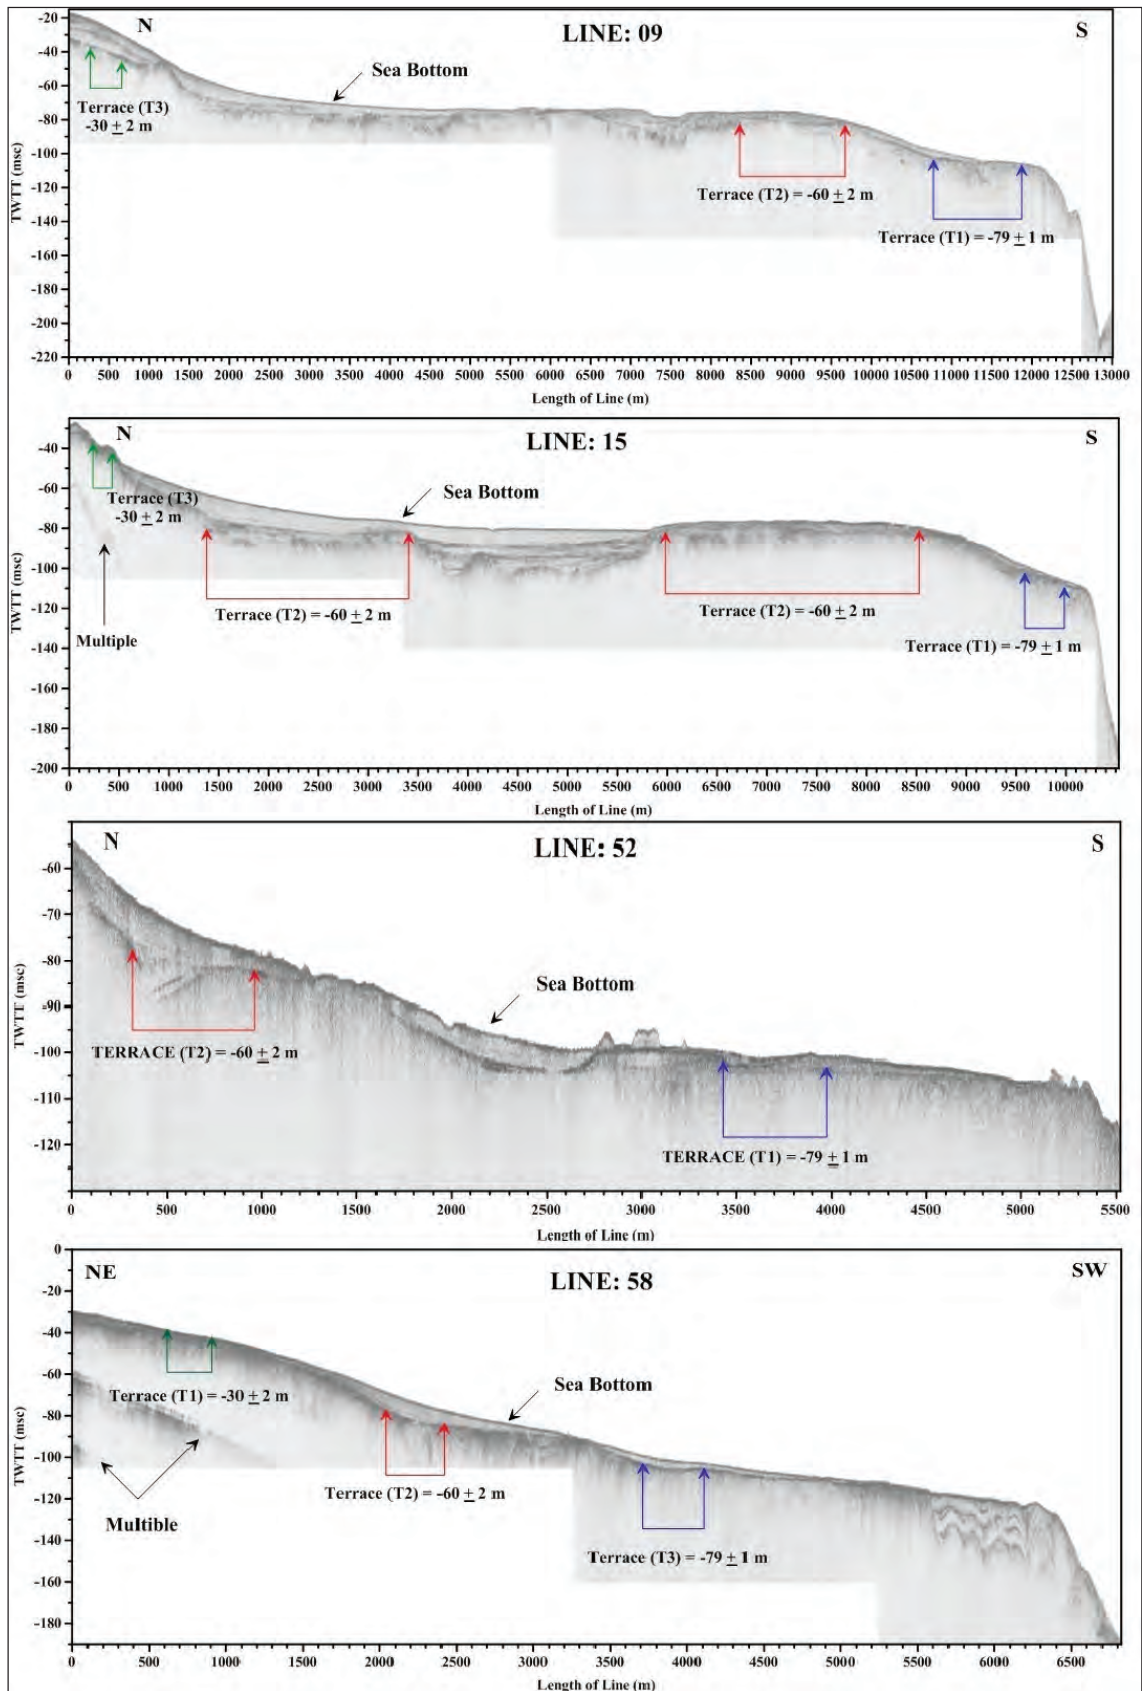 N
LINE: 09
S
Sea Bottom
Terrace (T3)
-30 ± 2 m
Terrace (T2) = -60 ± 2 m
Terrace (T1) = -79 ± 1 m
TWTT (msc)
-20
-40
-60
-80
-100
-120
-140
-160
-180
-200
-220
0 500 1000 1500 2000 2500 3000 3500 4000 4500 5000 5500 6000 6500 7000 7500 8000 8500 9000 9500 10000 10500 11000 11500 12000 12500 13000
Length of Line (m)
N
LINE: 15
S
Sea Bottom
Terrace (T3)
-30 ± 2 m
Terrace (T2) = -60 ± 2 m
Terrace (T2) = -60 ± 2 m
Terrace (T1) = -79 ± 1 m
Multiple
TWTT (msc)
-40
-60
-80
-100
-120
-140
-160
-180
-200
0 500 1000 1500 2000 2500 3000 3500 4000 4500 5000 5500 6000 6500 7000 7500 8000 8500 9000 9500 10000
Length of Line (m)
N
LINE: 52
S
Sea Bottom
TERRACE (T2) = -60 ± 2 m
TERRACE (T1) = -79 ± 1 m
TWTT (msc)
-60
-70
-80
-90
-100
-110
-120
0 500 1000 1500 2000 2500 3000 3500 4000 4500 5000 5500
Length of Line (m)
NE
LINE: 58
SW
Sea Bottom
Terrace (T1) = -30 ± 2 m
Terrace (T2) = -60 ± 2 m
Terrace (T3) = -79 ± 1 m
Multible
TWTT (msc)
0
-20
-40
-60
-80
-100
-120
-140
-160
-180
0 500 1000 1500 2000 2500 3000 3500 4000 4500 5000 5500 6000 6500
Length of Line (m)